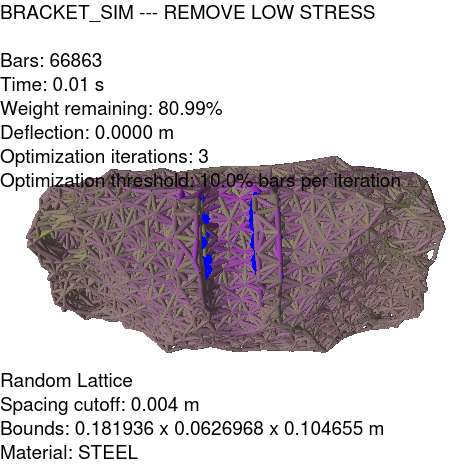 BRACKET_SIM --- REMOVE LOW STRESS
Bars: 66863
Time: 0.01 s
Weight remaining: 80.99%
Deflection: 0.0000 m
Optimization iterations: 3
Optimization threshold: 10.0% bars per iteration
Random Lattice
Spacing cutoff: 0.004 m
Bounds: 0.181936 x 0.0626968 x 0.104655 m
Material: STEEL